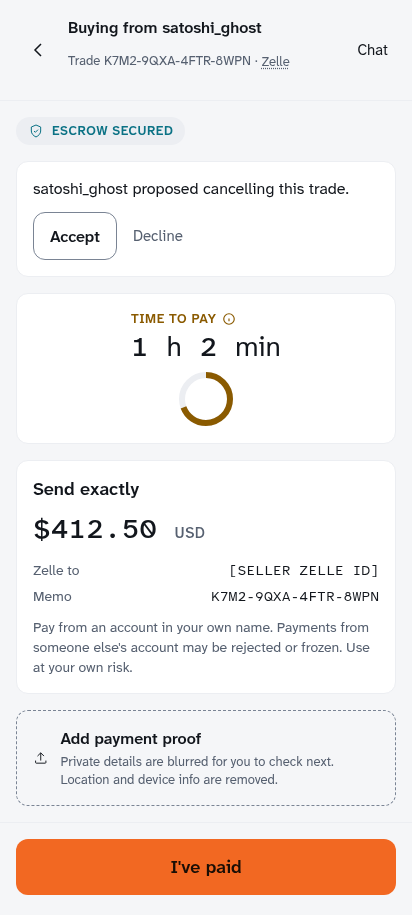 Buying from satoshi_ghost
Trade K7M2-9QXA-4FTR-8WPN · Zelle
Chat
ESCROW SECURED
satoshi_ghost proposed cancelling this trade.
Accept
Decline
TIME TO PAY
1 h 2 min
Send exactly
$412.50 USD
Zelle to [SELLER ZELLE ID]
Memo K7M2-9QXA-4FTR-8WPN
Pay from an account in your own name. Payments from
someone else's account may be rejected or frozen. Use
at your own risk.
Add payment proof
Private details are blurred for you to check next.
Location and device info are removed.
I've paid